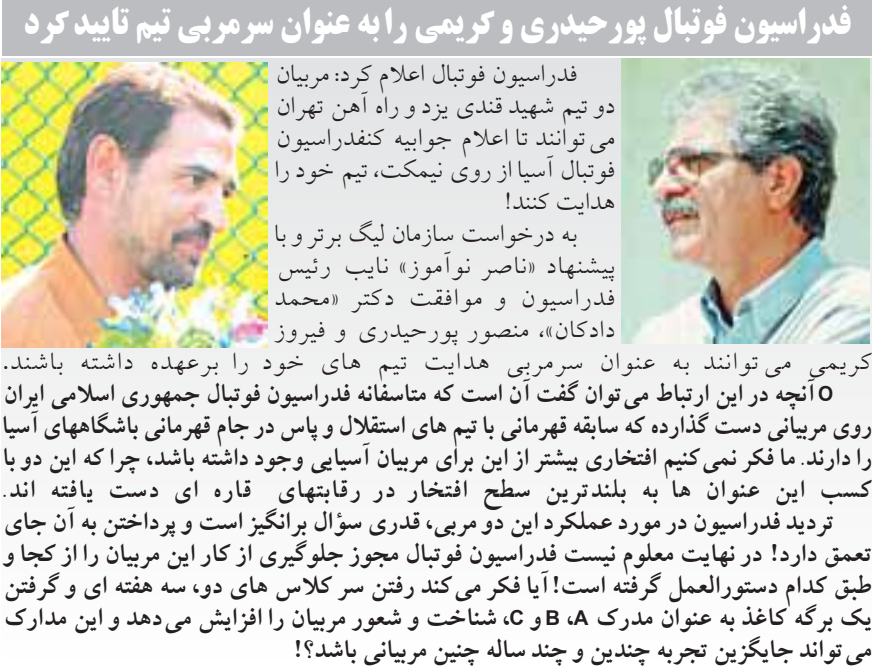 فدراسیون فوتبال پورحیدری و کریمی را به عنوان سرمربی تیم تایید کرد
فدراسیون فوتبال اعلام کرد: مربیان
دو تیم شهید قندی یزد و راه آهن تهران
می توانند تا اعلام جوابیه کنفدراسیون
فوتبال آسیا از روی نیمکت، تیم خود را
هدایت کنند!
به درخواست سازمان لیگ برتر و با
پیشنهاد «ناصر نوآموز» نایب رئیس
فدراسیون و موافقت دکتر «محمد
دادکان»، منصور پورحیدری و فیروز
کریمی می توانند به عنوان سرمربی هدایت تیم های خود را برعهده داشته باشند.
o آنچه در این ارتباط می توان گفت آن است که متاسفانه فدراسیون فوتبال جمهوری اسلامی ایران
روی مربیانی دست گذارده که سابقه قهرمانی با تیم های استقلال و پاس در جام قهرمانی باشگاههای آسیا
را دارند. ما فکر نمی کنیم افتخاری بیشتر از این برای مربیان آسیایی وجود داشته باشد، چرا که این دو با
کسب این عنوان ها به بلندترین سطح افتخار در رقابتهای قاره ای دست یافته اند.
تردید فدراسیون در مورد عملکرد این دو مربی، قدری سؤال برانگیز است و پرداختن به آن جای
تعمق دارد! در نهایت معلوم نیست فدراسیون فوتبال مجوز جلوگیری از کار این مربیان را از کجا و
طبق کدام دستورالعمل گرفته است! آیا فکر می کند رفتن سر کلاس های دو، سه هفته ای و گرفتن
یک برگه کاغذ به عنوان مدرک A، B و C، شناخت و شعور مربیان را افزایش می دهد و این مدارک
می تواند جایگزین تجربه چندین و چند ساله چنین مربیانی باشد؟!